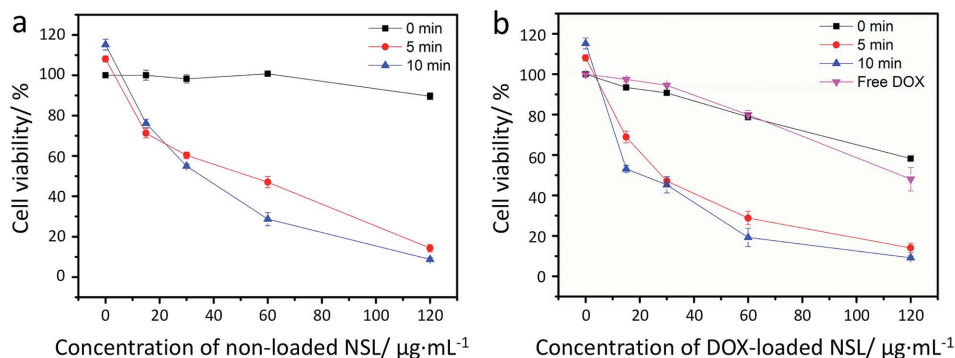 a
120
100
80
60
40
20
0
Cell viability/ %
0 min
5 min
10 min
0 20 40 60 80 100 120
Concentration of non-loaded NSL/ µg·mL⁻¹
b
120
100
80
60
40
20
0
Cell viability/ %
0 min
5 min
10 min
Free DOX
0 20 40 60 80 100 120
Concentration of DOX-loaded NSL/ µg·mL⁻¹